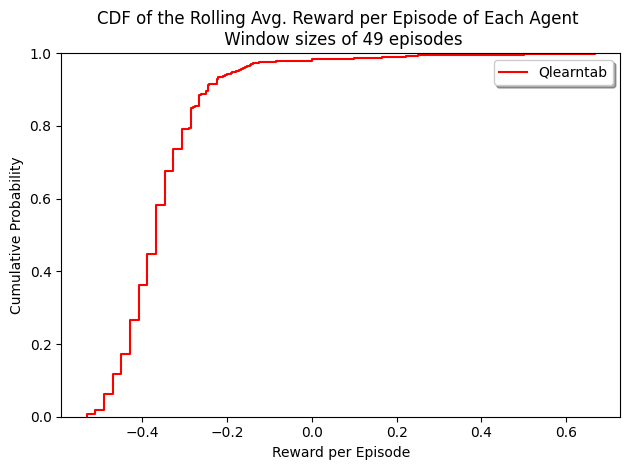 CDF of the Rolling Avg. Reward per Episode of Each Agent
Window sizes of 49 episodes
Qlearntab
1.0
0.8
0.6
0.4
0.2
0.0
Cumulative Probability
−0.4
−0.2
0.0
0.2
0.4
0.6
Reward per Episode